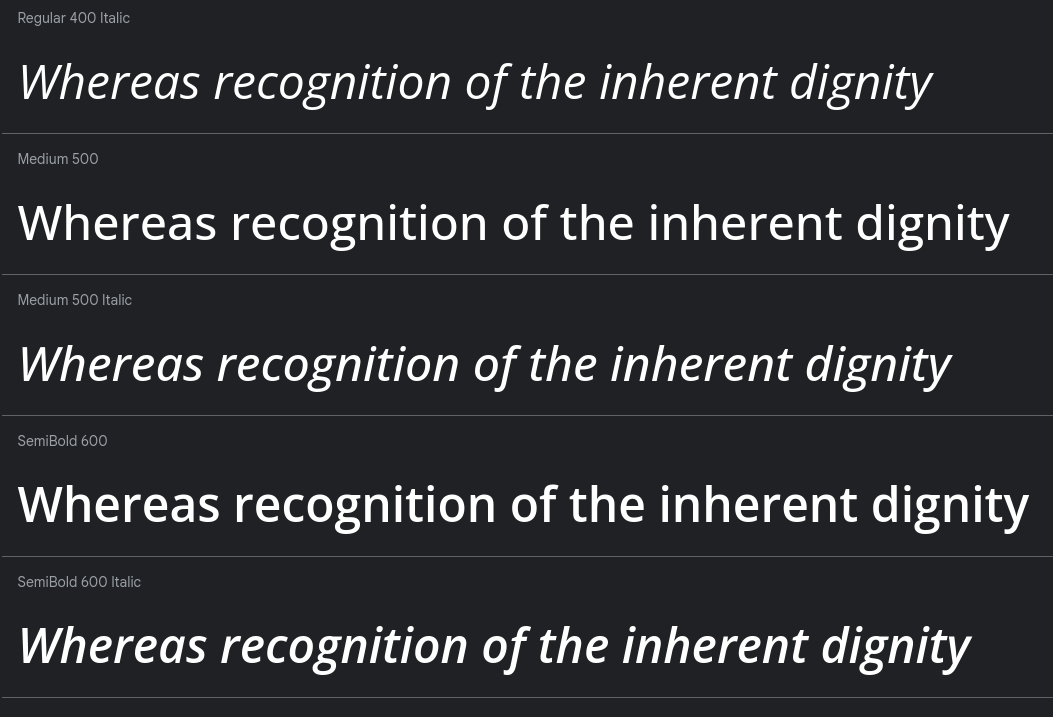 Regular 400 Italic
Whereas recognition of the inherent dignity
Medium 500
Whereas recognition of the inherent dignity
Medium 500 Italic
Whereas recognition of the inherent dignity
SemiBold 600
Whereas recognition of the inherent dignity
SemiBold 600 Italic
Whereas recognition of the inherent dignity